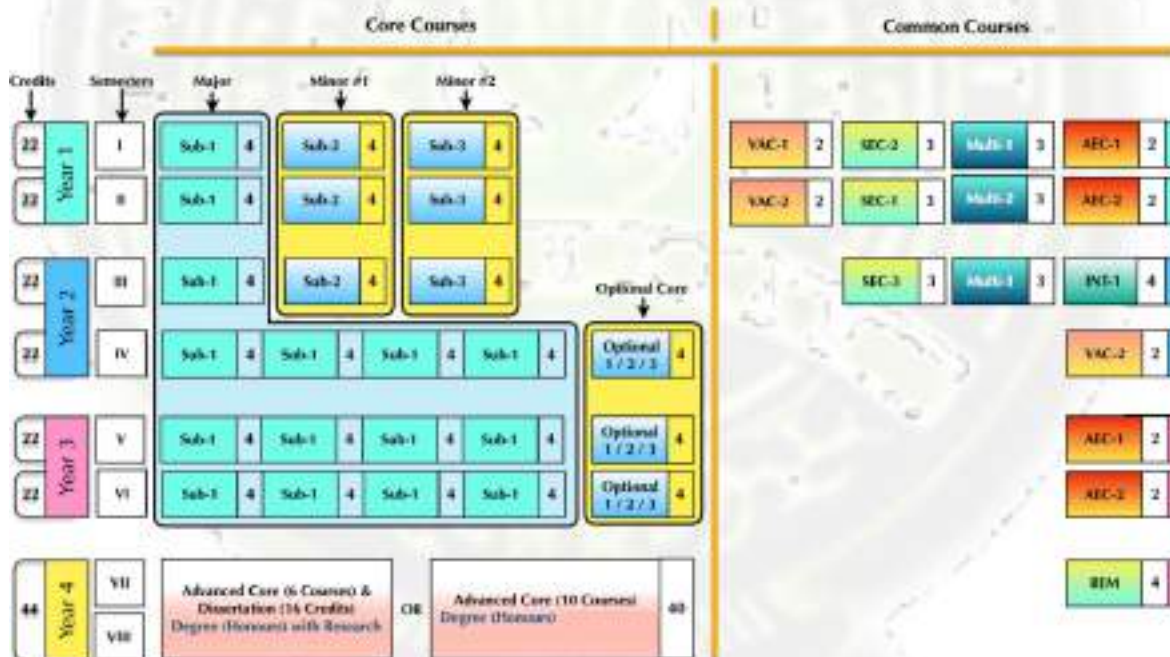 Core Courses
Common Courses
Credits Semesters Major Minor #1 Minor #2
22 Year 1 I Sub-1 4 Sub-2 4 Sub-3 4 VAC-1 2 SEC-2 3 Multi-1 3 AEC-1 2
22 II Sub-1 4 Sub-2 4 Sub-3 4 VAC-2 2 SEC-1 3 Multi-2 3 AEC-2 2
22 Year 2 III Sub-1 4 Sub-2 4 Sub-3 4 SEC-3 3 Multi-3 3 INT-1 4
Optional Core
22 IV Sub-1 4 Sub-1 4 Sub-1 4 Sub-1 4 Optional 1 / 2 / 3 4 VAC-2 2
22 Year 3 V Sub-1 4 Sub-1 4 Sub-1 4 Sub-1 4 Optional 1 / 2 / 3 4 AEC-1 2
22 VI Sub-1 4 Sub-1 4 Sub-1 4 Sub-1 4 Optional 1 / 2 / 3 4 AEC-2 2
44 Year 4 VII VIII
Advanced Core (6 Courses) &
Dissertation (16 Credits)
Degree (Honours) with Research
OR
Advanced Core (10 Courses)
Degree (Honours)
40
4